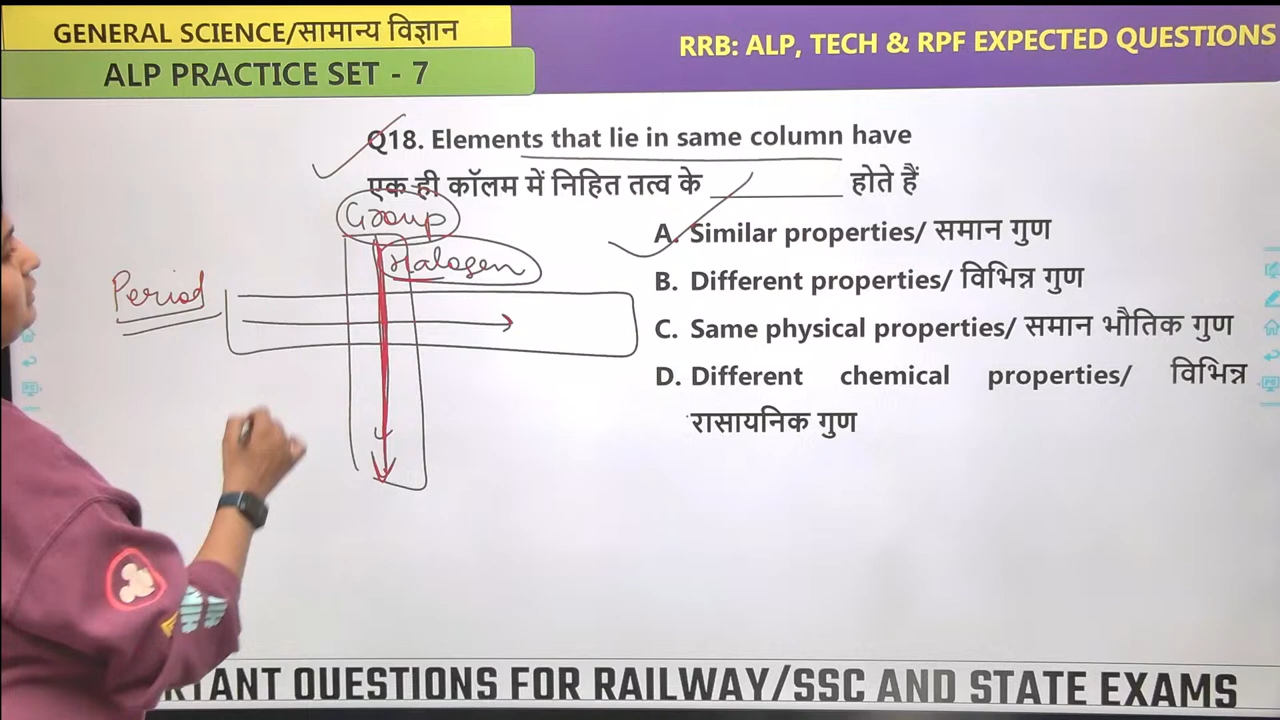 GENERAL SCIENCE/सामान्य विज्ञान
RRB: ALP, TECH & RPF EXPECTED QUESTIONS
ALP PRACTICE SET - 7
Q18. Elements that lie in same column have
एक ही कॉलम में निहित तत्व के _________ होते हैं
Group
Halogen
Period
A. Similar properties/ समान गुण
B. Different properties/ विभिन्न गुण
C. Same physical properties/ समान भौतिक गुण
D. Different chemical properties/ विभिन्न
रासायनिक गुण
RTANT QUESTIONS FOR RAILWAY/SSC AND STATE EXAMS